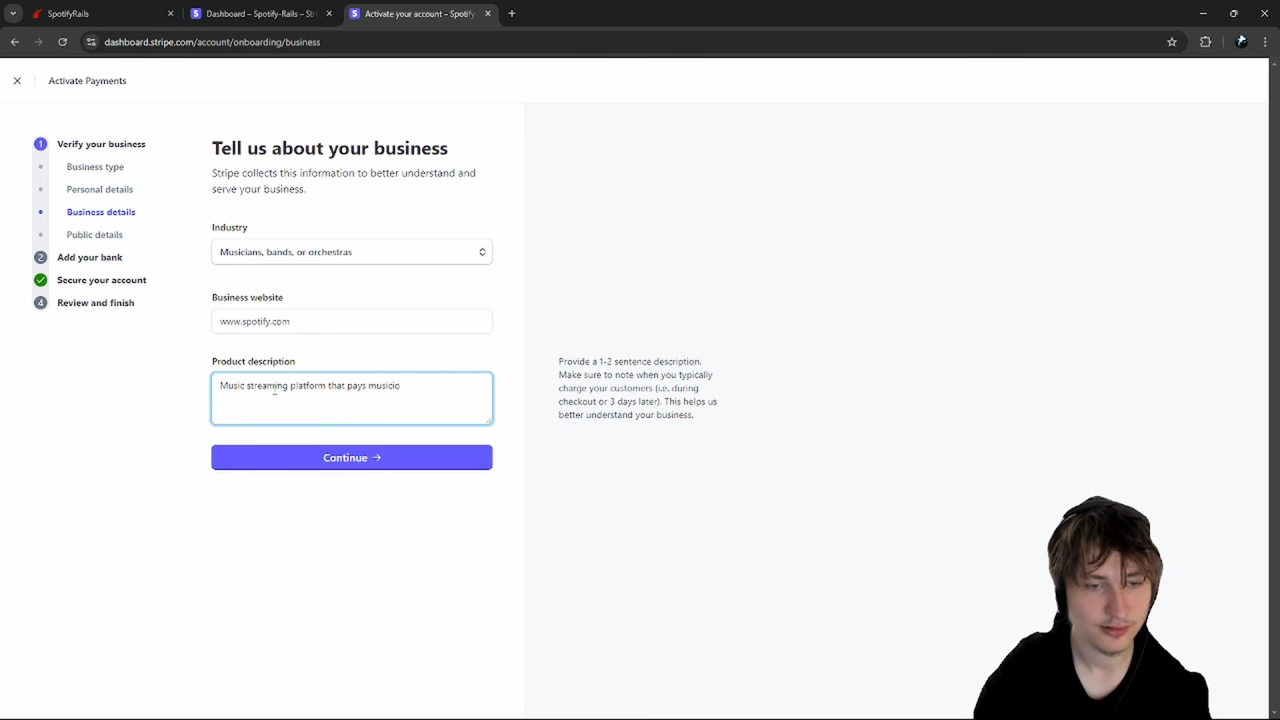 SpotifyRails
Dashboard – Spotify-Rails – Str
Activate your account – Spotify
dashboard.stripe.com/account/onboarding/business
Activate Payments
1 Verify your business
Business type
Personal details
Business details
Public details
2 Add your bank
Secure your account
4 Review and finish
Tell us about your business
Stripe collects this information to better understand and
serve your business.
Industry
Musicians, bands, or orchestras
Business website
www.spotify.com
Product description
Music streaming platform that pays musicio
Continue →
Provide a 1-2 sentence description.
Make sure to note when you typically
charge your customers (i.e. during
checkout or 3 days later). This helps us
better understand your business.